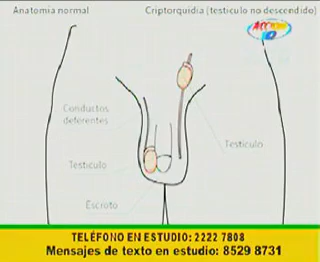 Anatomía normal
Criptorquidia (testículo no descendido)
Conductos
deferentes
Testículo
Testículo
Escroto
TELÉFONO EN ESTUDIO: 2222 7808
Mensajes de texto en estudio: 8529 8731